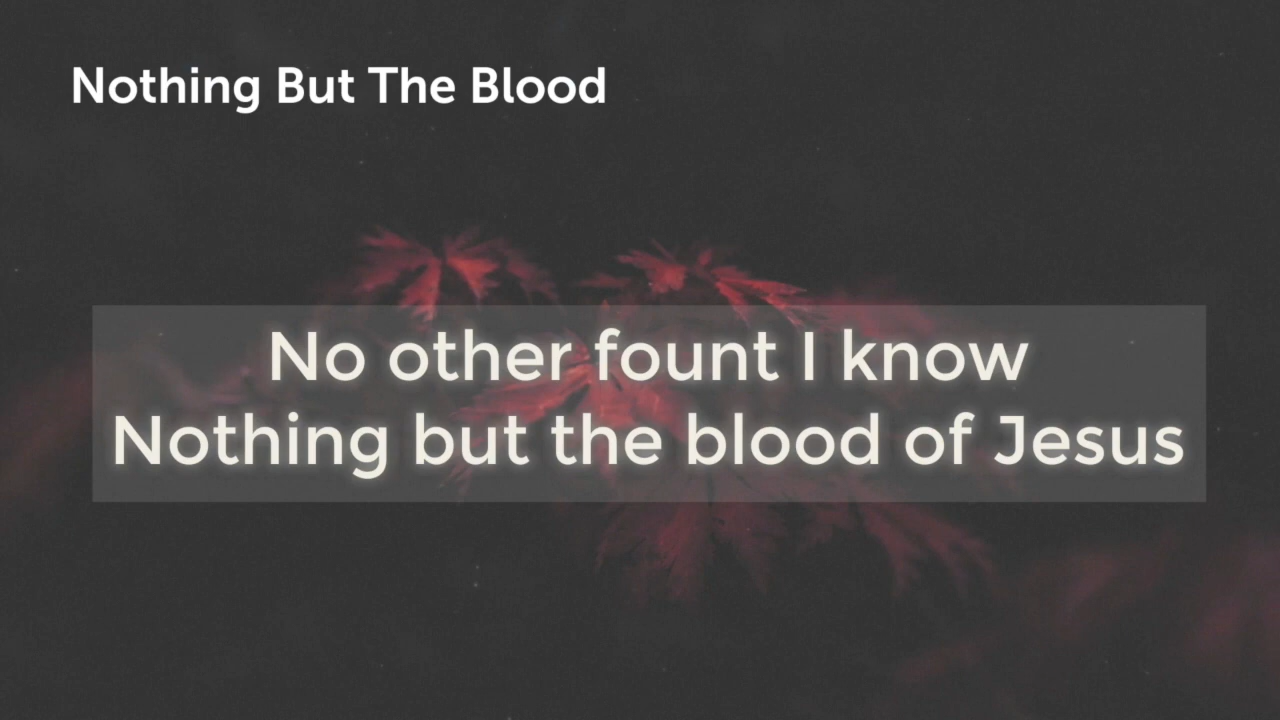 Nothing But The Blood
No other fount I know
Nothing but the blood of Jesus